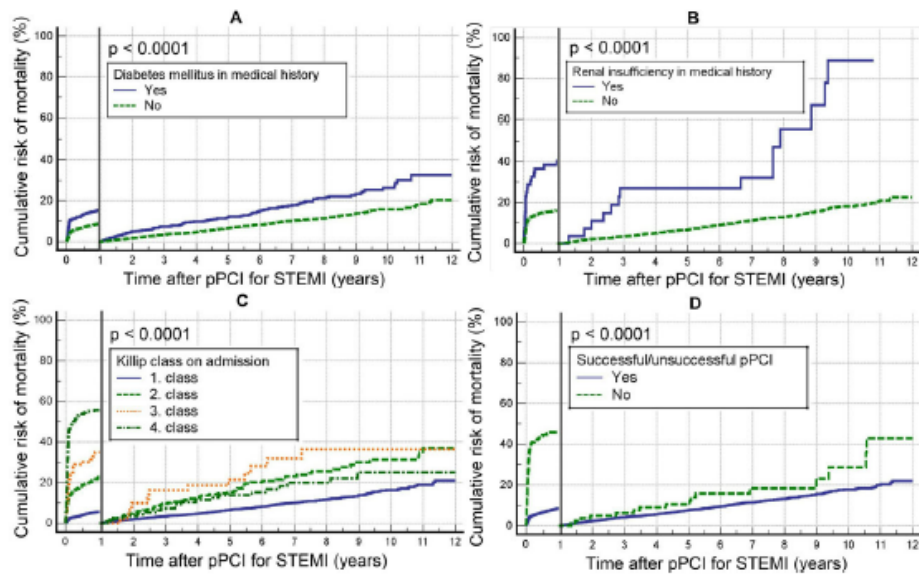 A
Cumulative risk of mortality (%)
100
80
60
40
20
0
p < 0.0001
Diabetes mellitus in medical history
Yes
No
0 1 2 3 4 5 6 7 8 9 10 11 12
Time after pPCI for STEMI (years)
B
Cumulative risk of mortality (%)
100
80
60
40
20
0
p < 0.0001
Renal insufficiency in medical history
Yes
No
0 1 2 3 4 5 6 7 8 9 10 11 12
Time after pPCI for STEMI (years)
C
Cumulative risk of mortality (%)
100
80
60
40
20
0
p < 0.0001
Killip class on admission
1. class
2. class
3. class
4. class
0 1 2 3 4 5 6 7 8 9 10 11 12
Time after pPCI for STEMI (years)
D
Cumulative risk of mortality (%)
100
80
60
40
20
0
p < 0.0001
Successful/unsuccessful pPCI
Yes
No
0 1 2 3 4 5 6 7 8 9 10 11 12
Time after pPCI for STEMI (years)